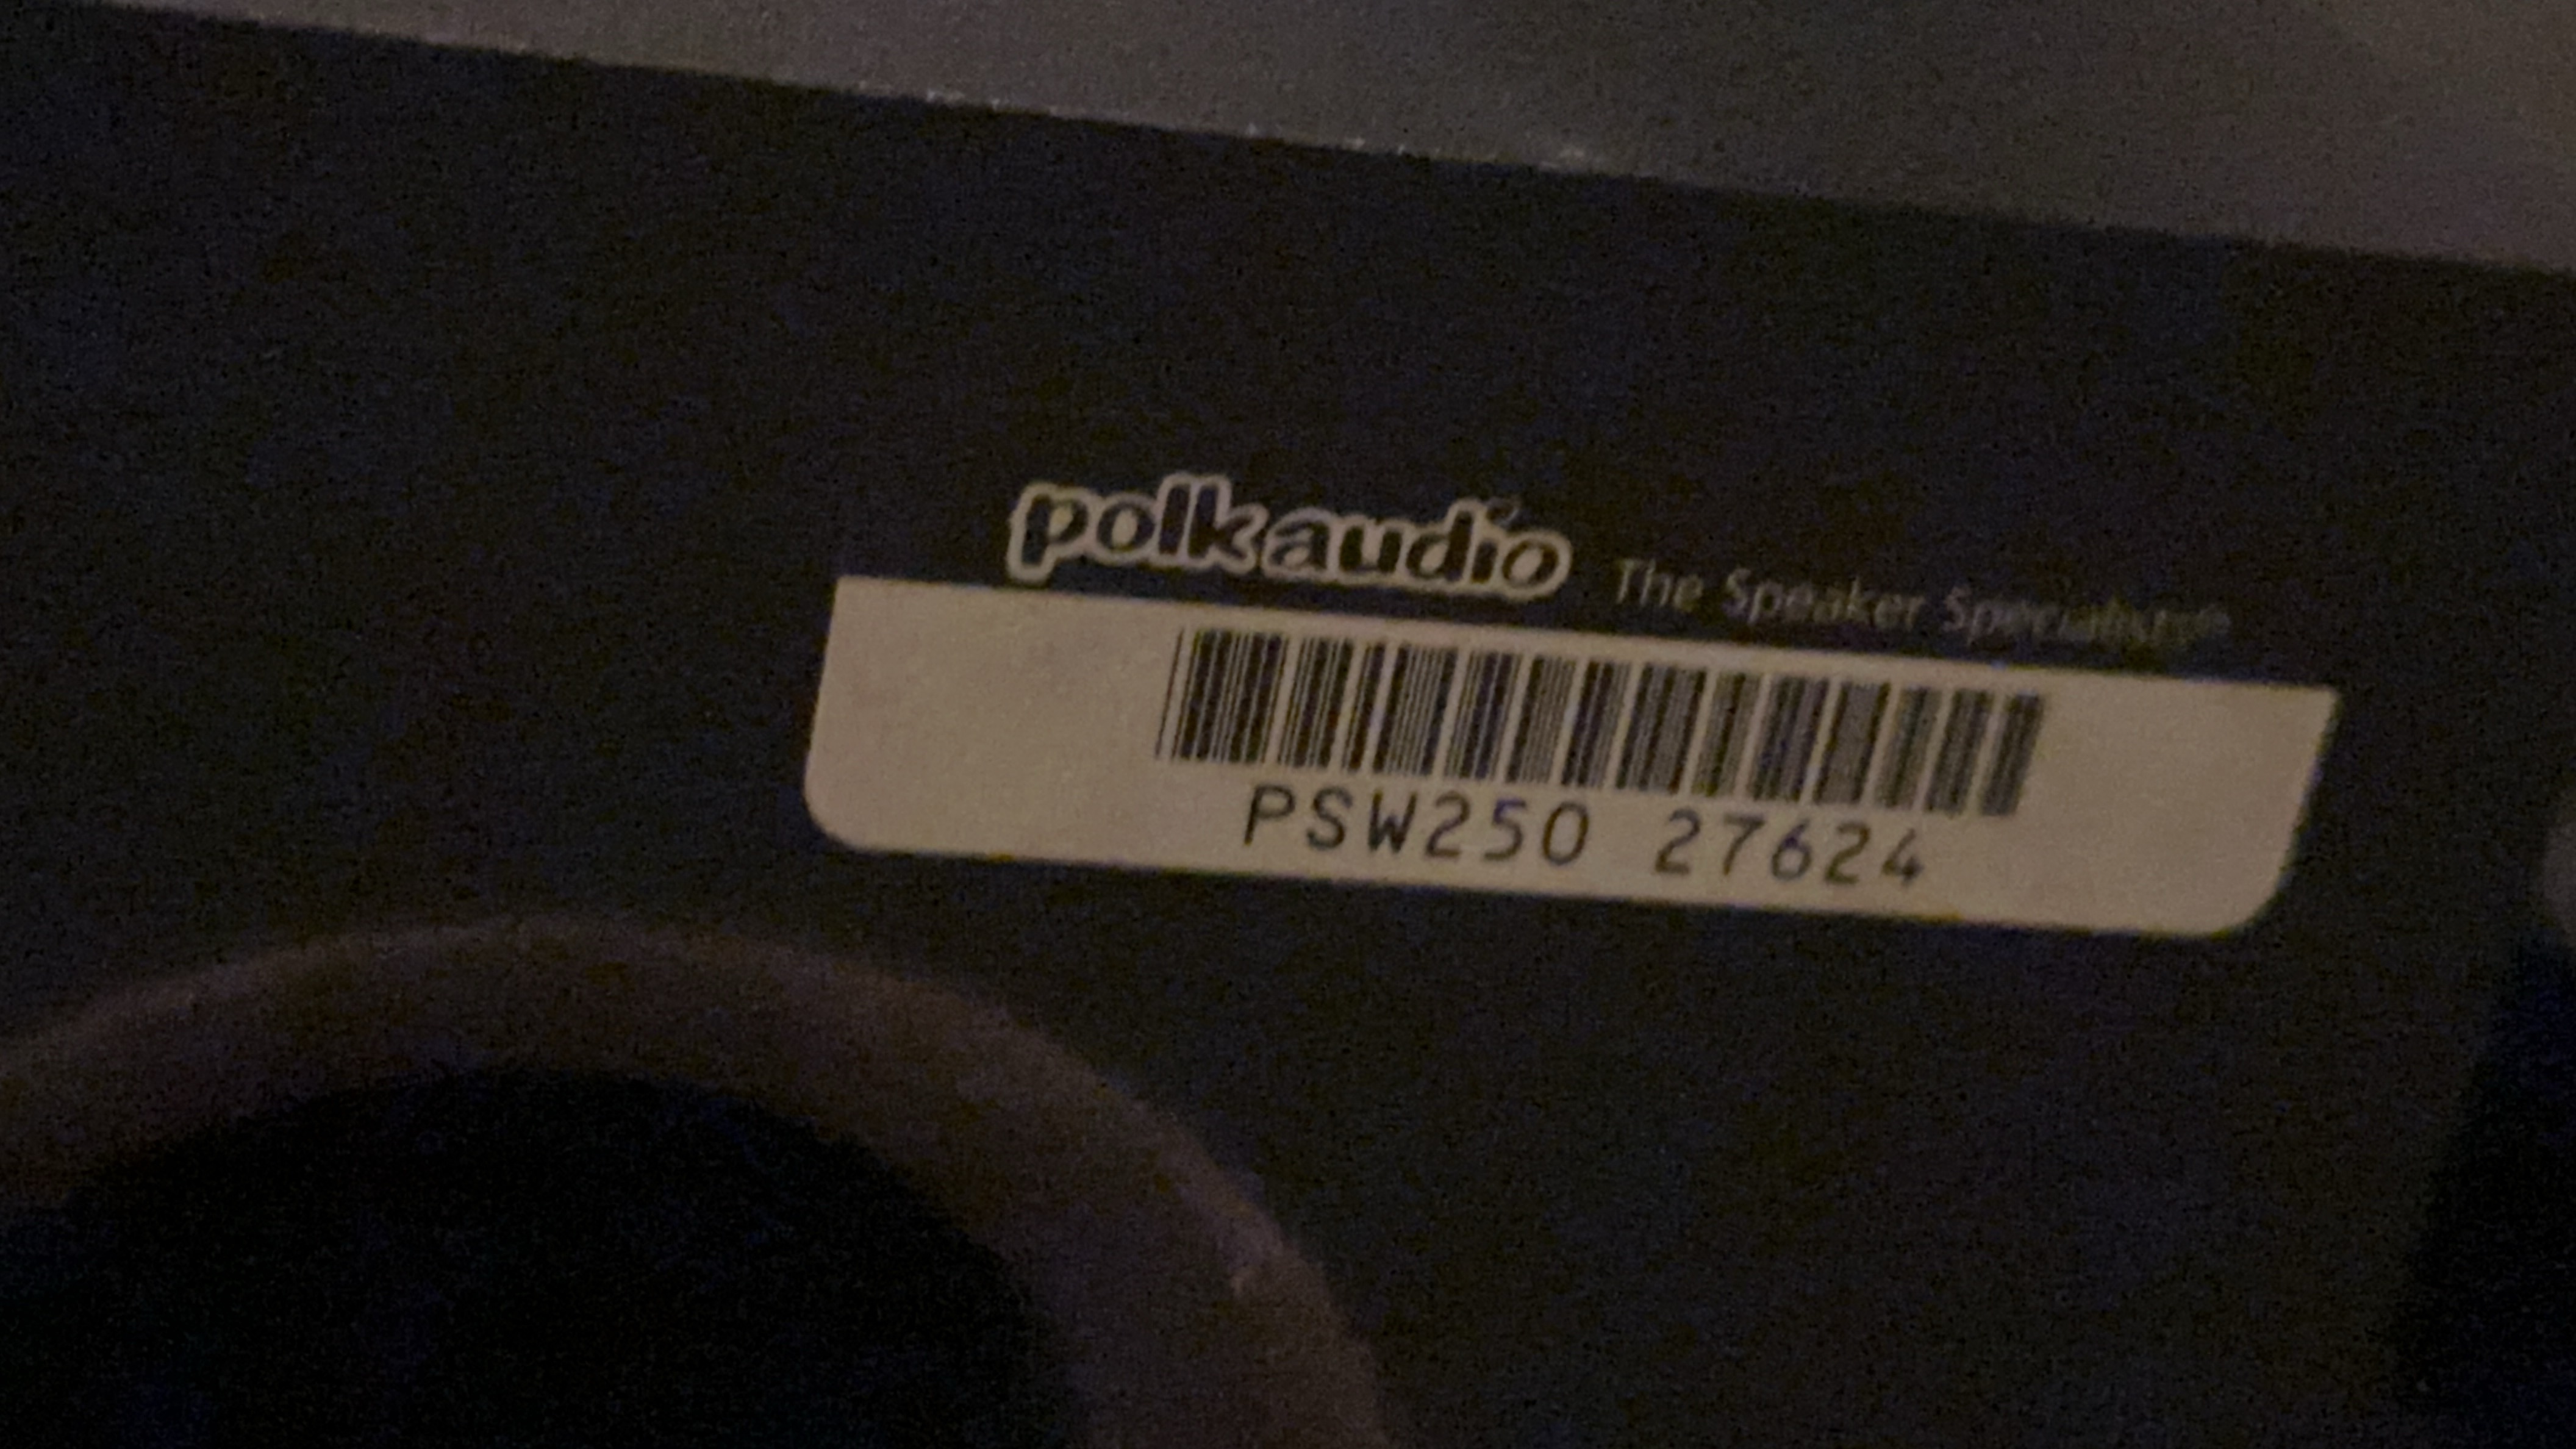 polkaudio The Speaker Specialists®
PSW250 27624